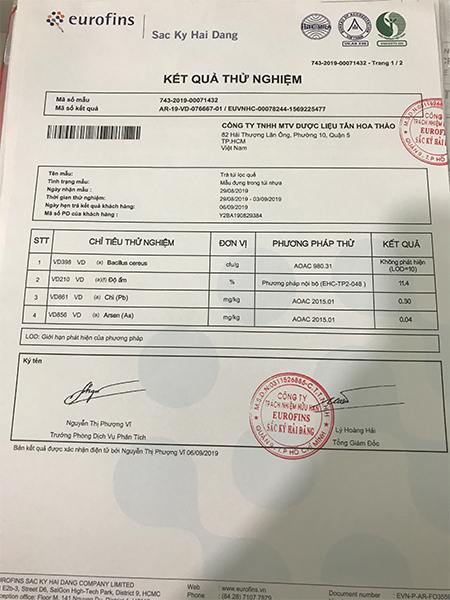 eurofins
Sac Ky Hai Dang
743-2019-00071432 - Trang 1 / 2
KẾT QUẢ THỬ NGHIỆM
Mã số mẫu 743-2019-00071432
Mã số kết quả AR-19-VD-076667-01 / EUVNHC-00078244-1569225477
CÔNG TY TNHH MTV DƯỢC LIỆU TÂN HOA THẢO
82 Hải Thượng Lãn Ông, Phường 10, Quận 5
TP.HCM
Việt Nam
Tên mẫu: Trà túi lọc quế
Tình trạng mẫu: Mẫu đựng trong túi nhựa
Ngày nhận mẫu : 29/08/2019
Thời gian thử nghiệm : 29/08/2019 - 03/09/2019
Ngày hẹn trả kết quả khách hàng : 06/09/2019
Mã số PO của khách hàng : Y2BA190829384
STT CHỈ TIÊU THỬ NGHIỆM ĐƠN VỊ PHƯƠNG PHÁP THỬ KẾT QUẢ
1 VD398 VD (a) Bacillus cereus cfu/g AOAC 980.31 Không phát hiện (LOD=10)
2 VD210 VD (a)(f) Độ ẩm % Phương pháp nội bộ (EHC-TP2-048 ) 11.4
3 VD861 VD (a) Chì (Pb) mg/kg AOAC 2015.01 0.30
4 VD856 VD (a) Arsen (As) mg/kg AOAC 2015.01 0.04
LOD: Giới hạn phát hiện của phương pháp
Ký tên
M.S.D.N:0311526885-C.T.T.N.H.H
CÔNG TY
TRÁCH NHIỆM HỮU HẠN
EUROFINS
SẮC KÝ HẢI ĐĂNG
QUẬN 9 - T.P HỒ CHÍ MINH
Nguyễn Thị Phượng Vĩ Lý Hoàng Hải
Trưởng Phòng Dịch Vụ Phân Tích Tổng Giám Đốc
Bản kết quả được xác nhận điện tử bởi Nguyễn Thị Phượng Vĩ 06/09/2019
EUROFINS SAC KY HAI DANG COMPANY LIMITED
E2b-3, Street D6, SaiGon High-Tech Park, District 9, HCMC
Web : www.eurofins.vn
Phone : (84.28) 7107 7879
Document number : EVN-P-AR-FO355